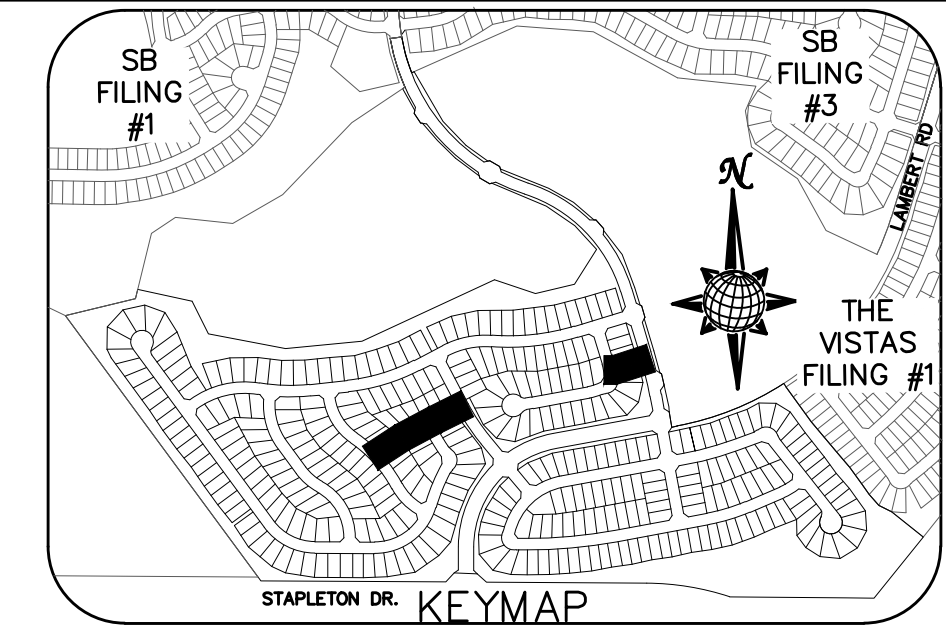 SB
FILING
#1
SB
FILING
#3
LAMBERT RD
N
THE
VISTAS
FILING #1
STAPLETON DR.
KEYMAP